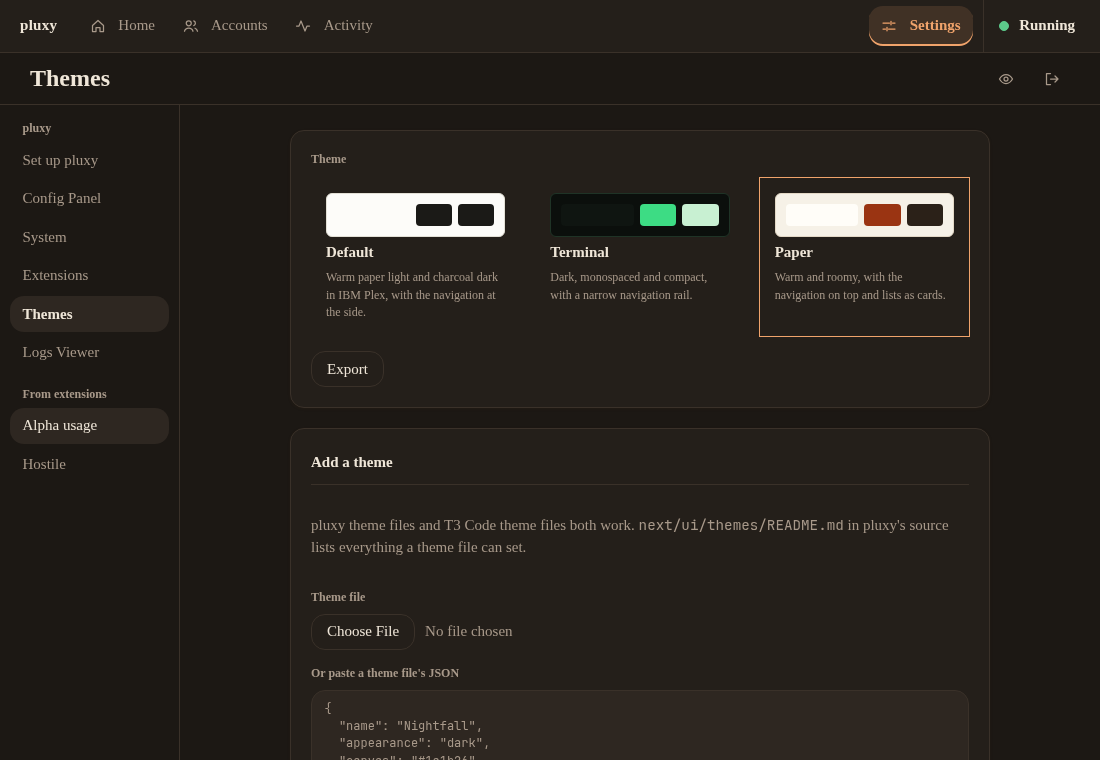 pluxy
Home
Accounts
Activity
Settings
Running
Themes
pluxy
Set up pluxy
Config Panel
System
Extensions
Themes
Logs Viewer
From extensions
Alpha usage
Hostile
Theme
Default
Warm paper light and charcoal dark
in IBM Plex, with the navigation at
the side.
Terminal
Dark, monospaced and compact,
with a narrow navigation rail.
Paper
Warm and roomy, with the
navigation on top and lists as cards.
Export
Add a theme
pluxy theme files and T3 Code theme files both work. next/ui/themes/README.md in pluxy's source
lists everything a theme file can set.
Theme file
Choose File
No file chosen
Or paste a theme file's JSON
{
"name": "Nightfall",
"appearance": "dark",